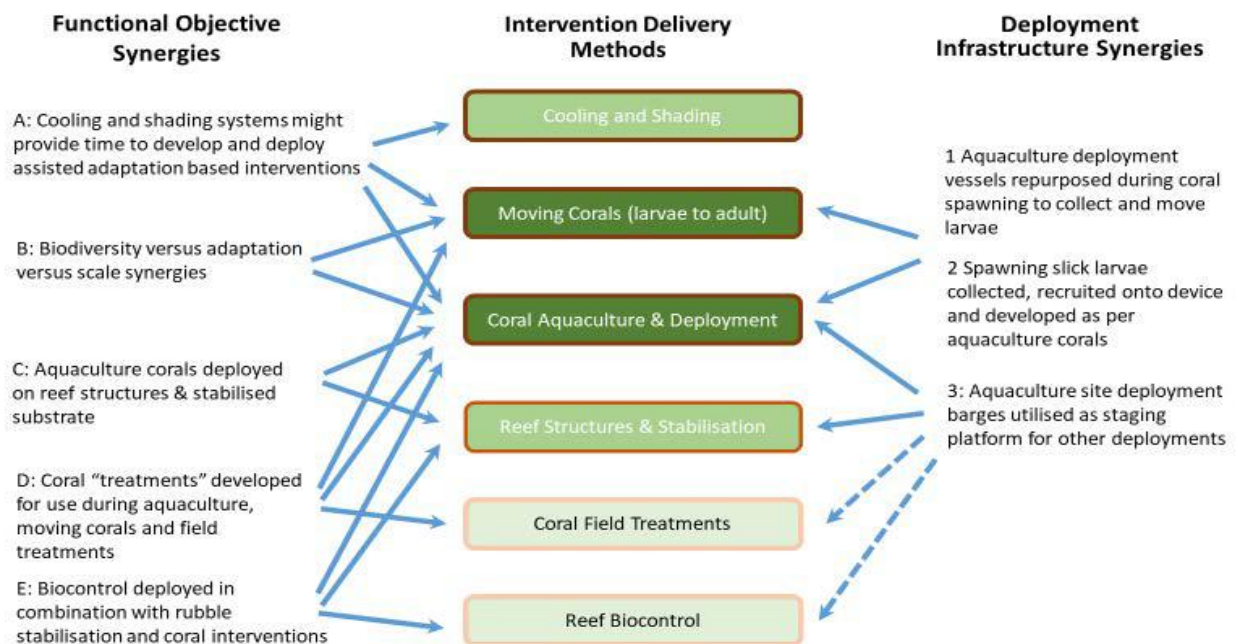 Functional Objective
Synergies
A: Cooling and shading systems might
provide time to develop and deploy
assisted adaptation based interventions
B: Biodiversity versus adaptation
versus scale synergies
C: Aquaculture corals deployed
on reef structures & stabilised
substrate
D: Coral “treatments” developed
for use during aquaculture,
moving corals and field
treatments
E: Biocontrol deployed in
combination with rubble
stabilisation and coral interventions
Intervention Delivery
Methods
Cooling and Shading
Moving Corals (larvae to adult)
Coral Aquaculture & Deployment
Reef Structures & Stabilisation
Coral Field Treatments
Reef Biocontrol
Deployment
Infrastructure Synergies
1 Aquaculture deployment
vessels repurposed during coral
spawning to collect and move
larvae
2 Spawning slick larvae
collected, recruited onto device
and developed as per
aquaculture corals
3: Aquaculture site deployment
barges utilised as staging
platform for other deployments